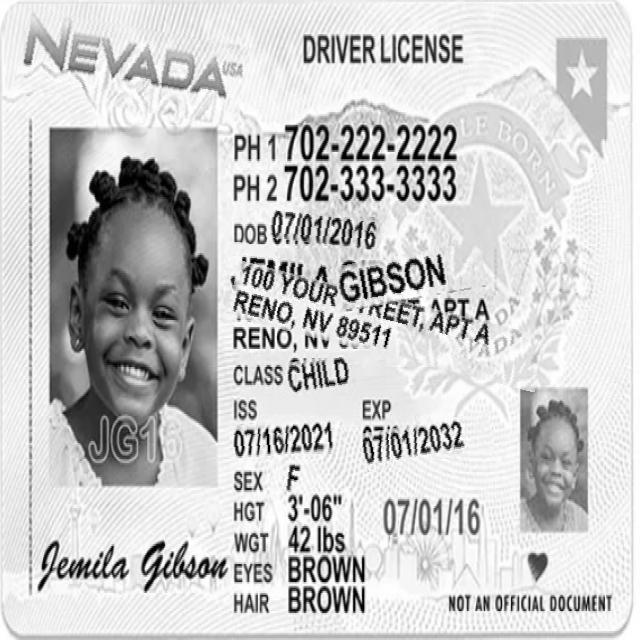 NEVADA USA
DRIVER LICENSE
PH 1 702-222-2222
PH 2 702-333-3333
DOB 07/01/2016
JEMILA GIBSON
100 YOUR STREET, APT A
RENO, NV 89511
CLASS CHILD
ISS EXP
07/16/2021 07/01/2032
SEX F
HGT 3'-06"
WGT 42 lbs
EYES BROWN
HAIR BROWN
07/01/16
JG16
Jemila Gibson
NOT AN OFFICIAL DOCUMENT